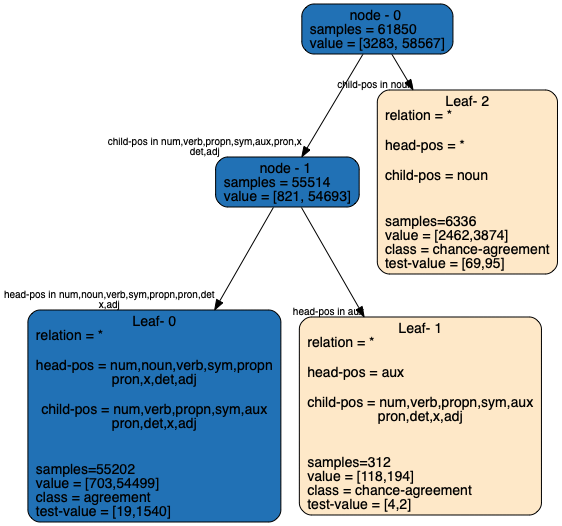 node - 0
samples = 61850
value = [3283, 58567]
child-pos in noun
Leaf- 2
relation = *
head-pos = *
child-pos = noun
samples=6336
value = [2462,3874]
class = chance-agreement
test-value = [69,95]
child-pos in num,verb,propn,sym,aux,pron,x
det,adj
node - 1
samples = 55514
value = [821, 54693]
head-pos in num,noun,verb,sym,propn,pron,det
x,adj
Leaf- 0
relation = *
head-pos = num,noun,verb,sym,propn
pron,x,det,adj
child-pos = num,verb,propn,sym,aux
pron,det,x,adj
samples=55202
value = [703,54499]
class = agreement
test-value = [19,1540]
head-pos in aux
Leaf- 1
relation = *
head-pos = aux
child-pos = num,verb,propn,sym,aux
pron,det,x,adj
samples=312
value = [118,194]
class = chance-agreement
test-value = [4,2]